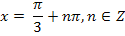 x = π/3 + nπ, n ∈ Z